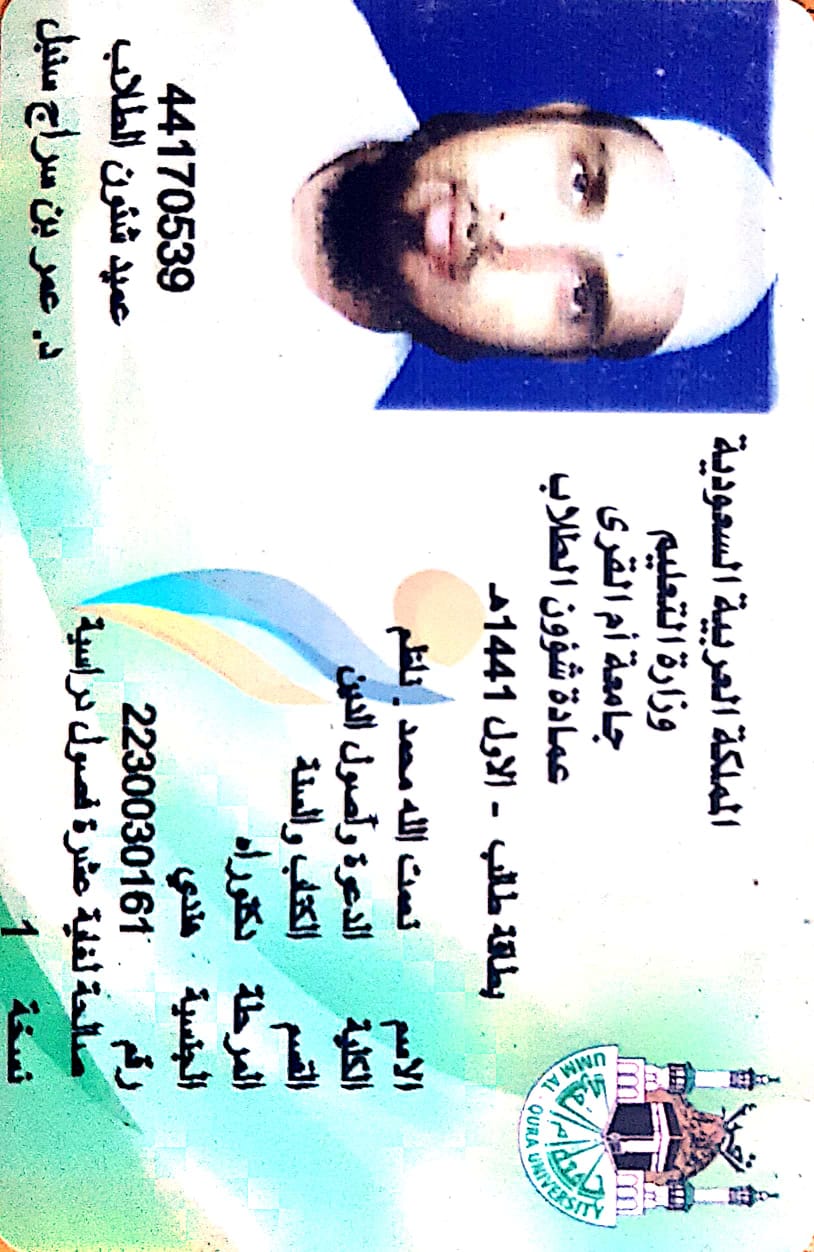 المملكة العربية السعودية
وزارة التعليم
جامعة أم القرى
عمادة شؤون الطلاب
بطاقة طالب - الاول 1441هـ
جامعة أم القرى
UMM AL - QURA UNIVERSITY
الاسم نعمت الله محمد . ناظم
الكلية الدعوة وأصول الدين
القسم الكتاب والسنة
المرحلة دكتوراه
الجنسية هندي
رقم 2230030161
صالحة لغاية عشرة فصول دراسية
نسخة 1
44170539
عميد شئون الطلاب
د. عمر بن سراج سنبل